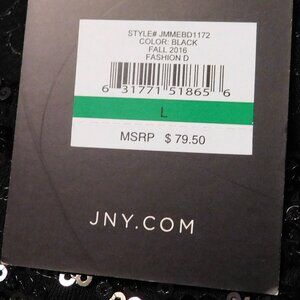 STYLE# JMMEBD1172
COLOR: BLACK
FALL 2016
FASHION D
6 31771 51865 6
L
MSRP $ 79.50
JNY.COM